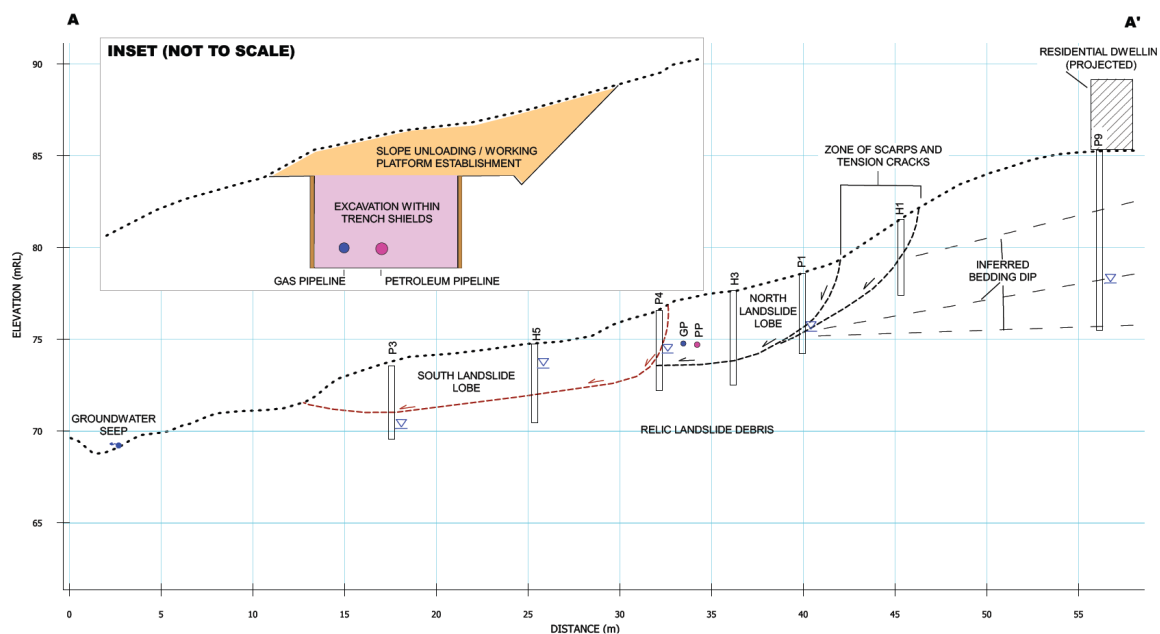 A
A'
INSET (NOT TO SCALE)
RESIDENTIAL DWELLIN
(PROJECTED)
SLOPE UNLOADING / WORKING
PLATFORM ESTABLISHMENT
EXCAVATION WITHIN
TRENCH SHIELDS
GAS PIPELINE
PETROLEUM PIPELINE
ZONE OF SCARPS AND
TENSION CRACKS
P9
H1
P1
H3
P4
GP
PP
H5
P3
INFERRED
BEDDING DIP
NORTH
LANDSLIDE
LOBE
SOUTH LANDSLIDE
LOBE
GROUNDWATER
SEEP
RELIC LANDSLIDE DEBRIS
ELEVATION (mRL)
90
85
80
75
70
65
0
5
10
15
20
25
30
35
40
45
50
55
DISTANCE (m)